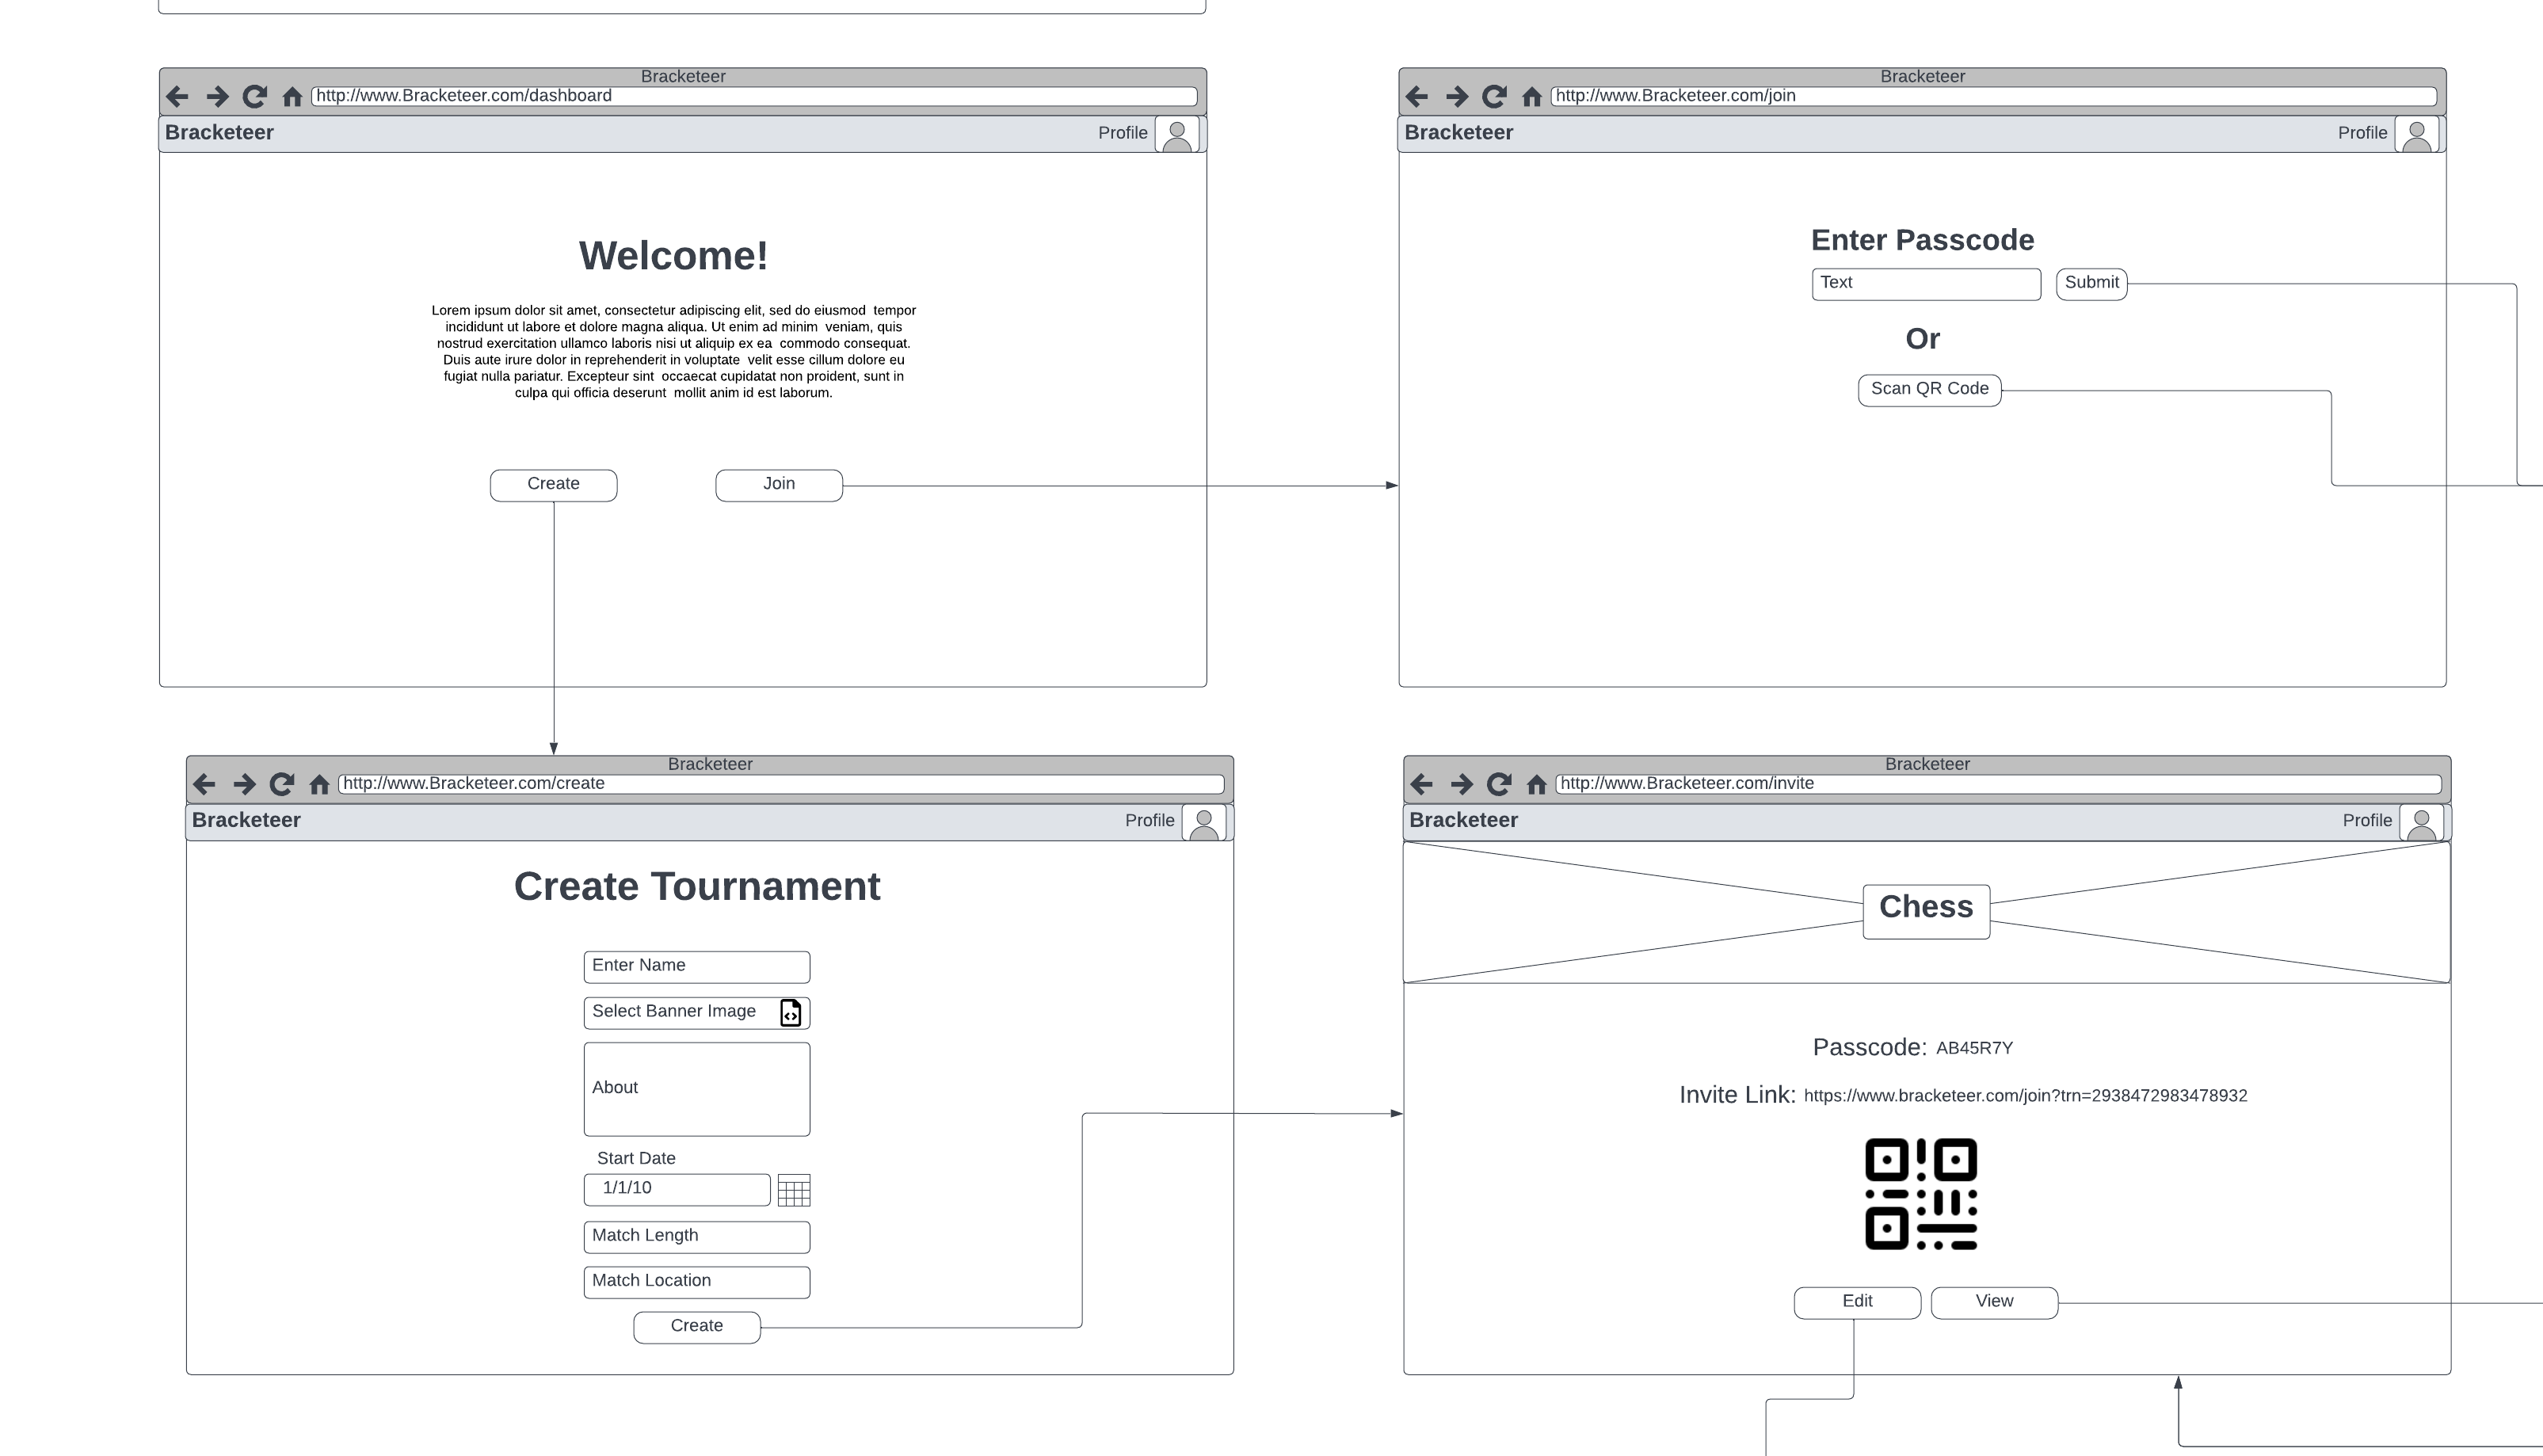 Bracketeer
http://www.Bracketeer.com/dashboard
Bracketeer
Profile
Welcome!
Lorem ipsum dolor sit amet, consectetur adipiscing elit, sed do eiusmod  tempor
incididunt ut labore et dolore magna aliqua. Ut enim ad minim  veniam, quis
nostrud exercitation ullamco laboris nisi ut aliquip ex ea  commodo consequat.
Duis aute irure dolor in reprehenderit in voluptate  velit esse cillum dolore eu
fugiat nulla pariatur. Excepteur sint  occaecat cupidatat non proident, sunt in
culpa qui officia deserunt  mollit anim id est laborum.
Create
Join
Bracketeer
http://www.Bracketeer.com/join
Bracketeer
Profile
Enter Passcode
Text
Submit
Or
Scan QR Code
Bracketeer
http://www.Bracketeer.com/create
Bracketeer
Profile
Create Tournament
Enter Name
Select Banner Image
About
Start Date
1/1/10
Match Length
Match Location
Create
Bracketeer
http://www.Bracketeer.com/invite
Bracketeer
Profile
Chess
Passcode: AB45R7Y
Invite Link: https://www.bracketeer.com/join?trn=2938472983478932
Edit
View